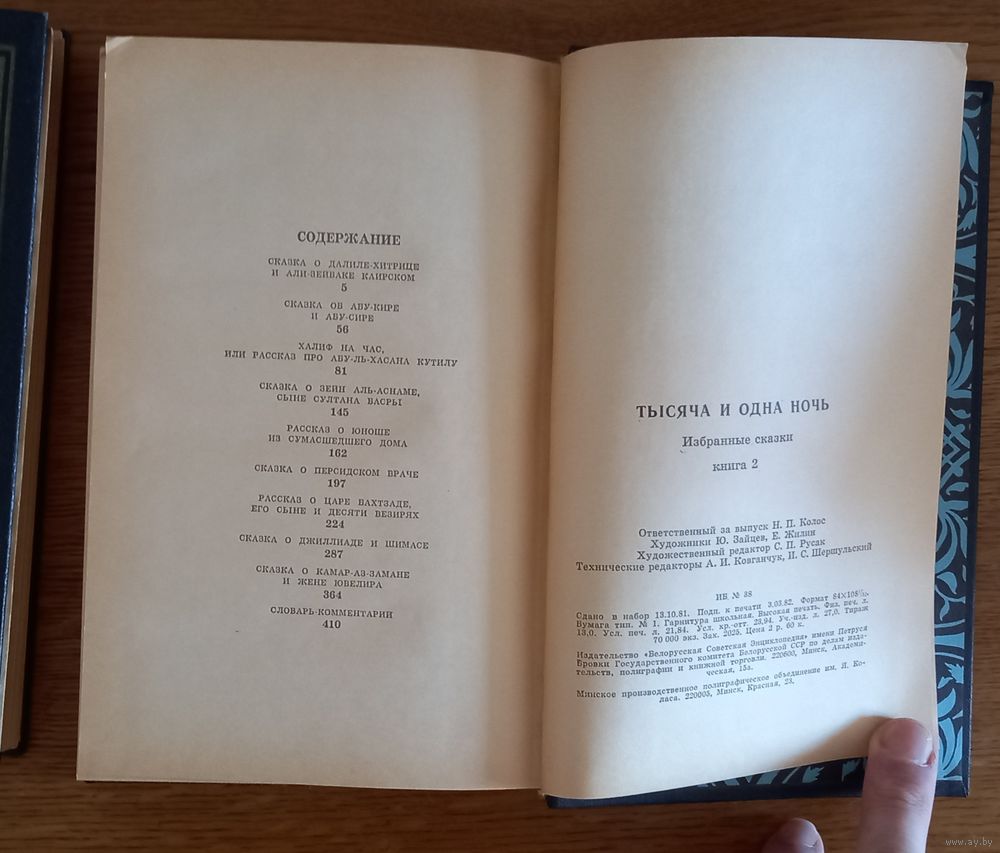 СОДЕРЖАНИЕ
СКАЗКА О ДАЛИЛЕ-ХИТРИЦЕ
И АЛИ-ЗЕЙБАКЕ КАИРСКОМ
5
СКАЗКА ОБ АБУ-КИРЕ
И АБУ-СИРЕ
56
ХАЛИФ НА ЧАС,
ИЛИ РАССКАЗ ПРО АБУ-ЛЬ-ХАСАНА КУТИЛУ
81
СКАЗКА О ЗЕЙН АЛЬ-АСНАМЕ,
СЫНЕ СУЛТАНА БАСРЫ
145
РАССКАЗ О ЮНОШЕ
ИЗ СУМАСШЕДШЕГО ДОМА
162
СКАЗКА О ПЕРСИДСКОМ ВРАЧЕ
197
РАССКАЗ О ЦАРЕ БАХТЗАДЕ,
ЕГО СЫНЕ И ДЕСЯТИ ВЕЗИРЯХ
224
СКАЗКА О ДЖИЛЛИАДЕ И ШИМАСЕ
287
СКАЗКА О КАМАР-АЗ-ЗАМАНЕ
И ЖЕНЕ ЮВЕЛИРА
364
СЛОВАРЬ-КОММЕНТАРИИ
410
ТЫСЯЧА И ОДНА НОЧЬ
Избранные сказки
книга 2
Ответственный за выпуск Н. П. Колос
Художники Ю. Зайцев, Е. Жилин
Художественный редактор С. П. Русак
Технические редакторы А. И. Ковганчук, И. С. Шершульский
ИБ № 38
Сдано в набор 13.10.81. Подп. к печати 3.03.82. Формат 84X108¹/₃₂.
Бумага тип. № 1. Гарнитура школьная. Высокая печать. Физ. печ. л.
13,0. Усл. печ. л. 21,84. Усл. кр.-отт. 23,94. Уч.-изд. л. 27,0. Тираж
70 000 экз. Зак. 2025. Цена 2 р. 60 к.
Издательство «Белорусская Советская Энциклопедия» имени Петруся
Бровки Государственного комитета Белорусской ССР по делам изда-
тельств, полиграфии и книжной торговли. 220600, Минск, Академи-
ческая, 15а.
Минское производственное полиграфическое объединение им. Я. Ко-
ласа. 220005, Минск, Красная, 23.
www.ay.by